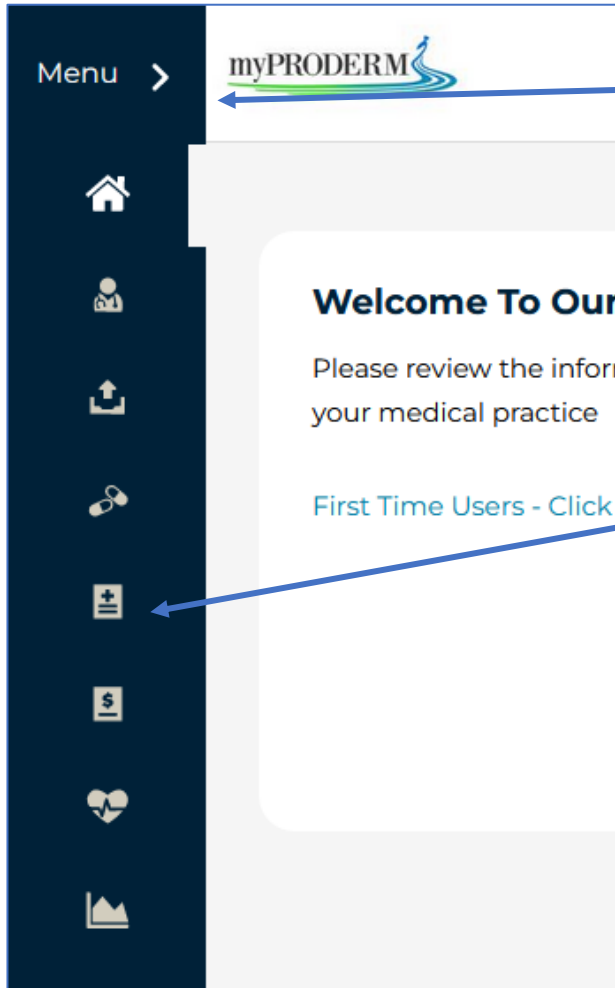 Menu
myPRODERM
Welcome To Our
Please review the infor
your medical practice
First Time Users - Click
$